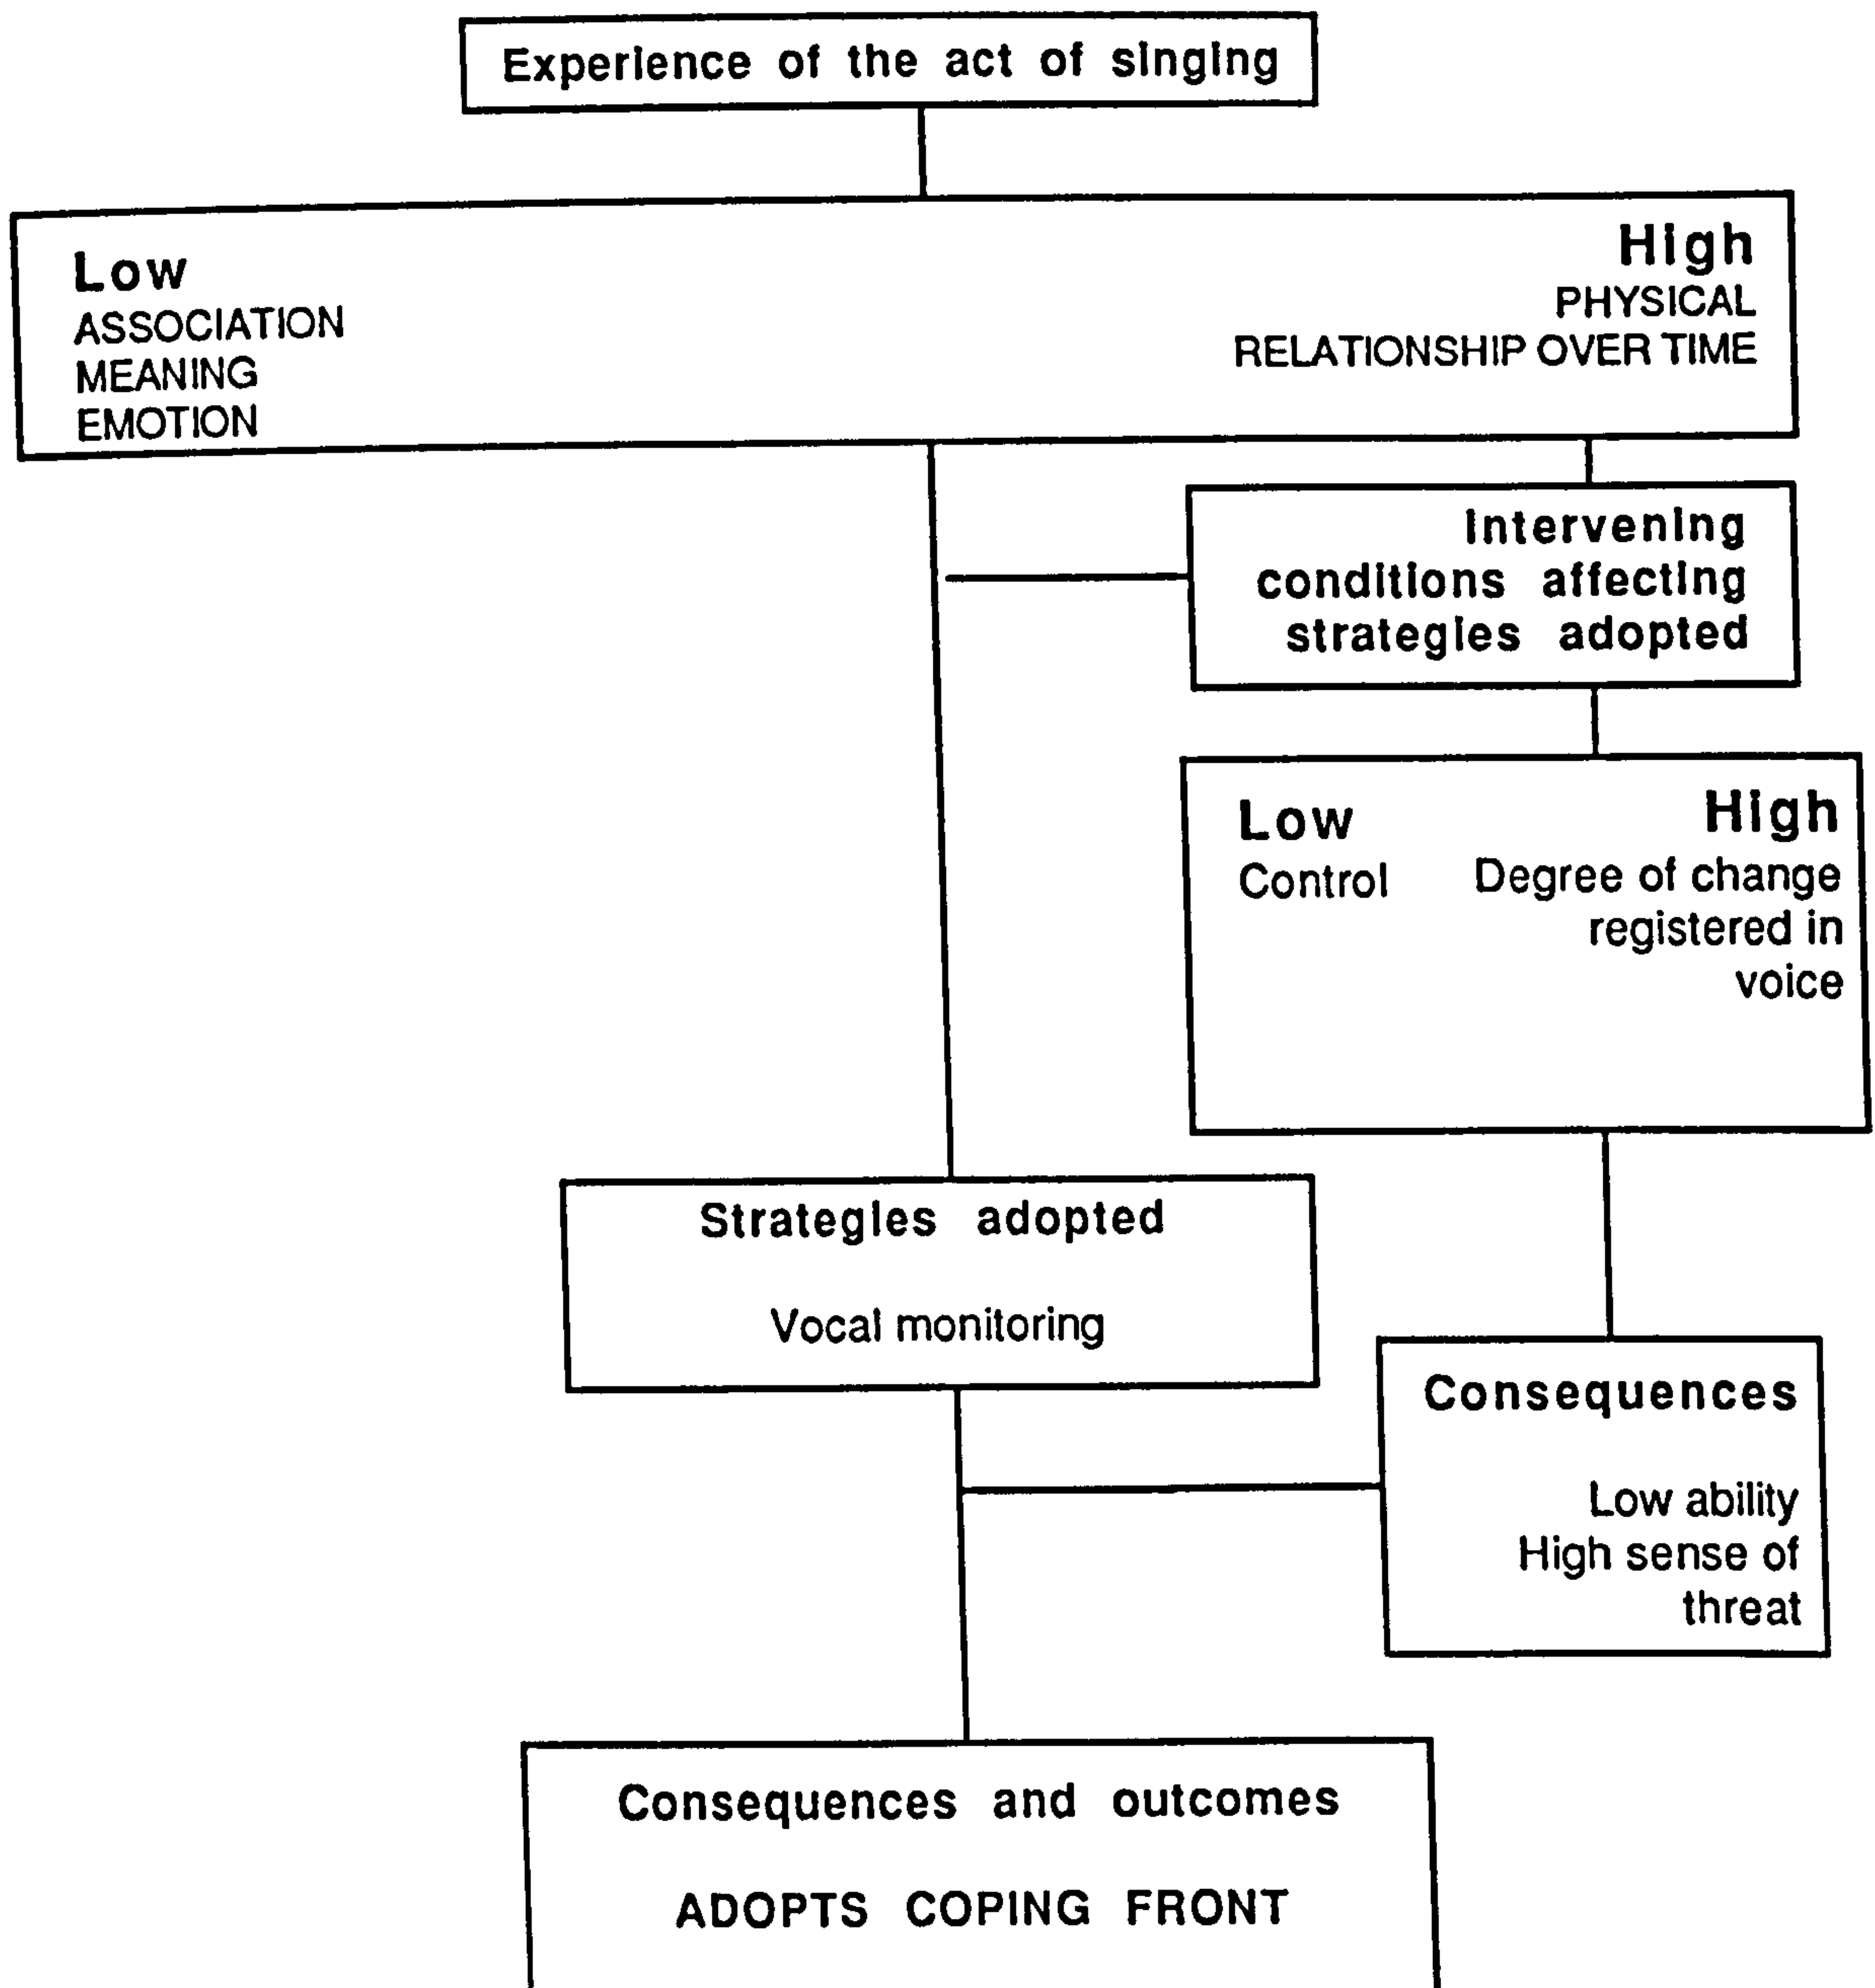 Experience of the act of singing
Low
ASSOCIATION
MEANING
EMOTION
High
PHYSICAL
RELATIONSHIP OVER TIME
Intervening
conditions affecting
strategies adopted
Low
Control
High
Degree of change
registered in
voice
Strategies adopted
Vocal monitoring
Consequences
Low ability
High sense of
threat
Consequences and outcomes
ADOPTS COPING FRONT